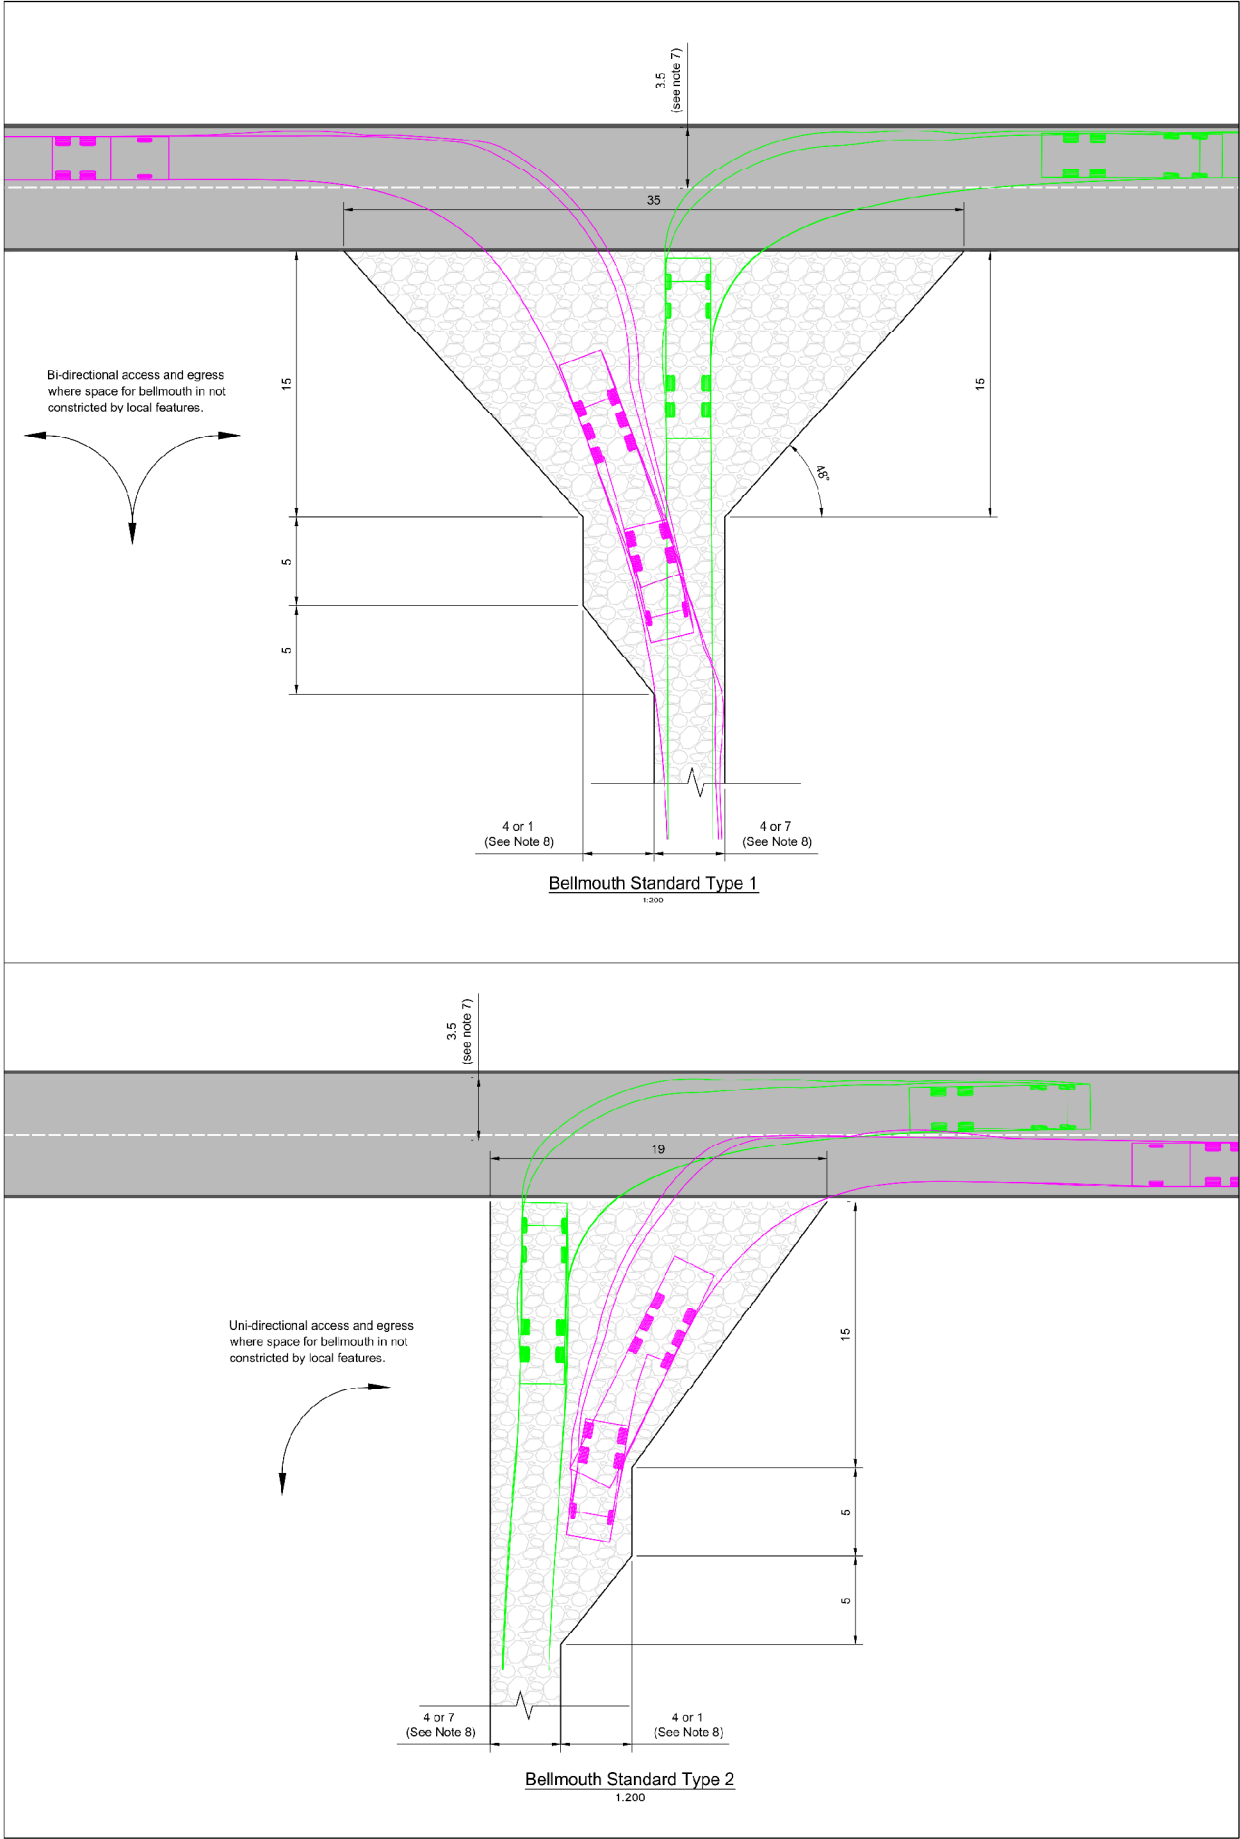 3.5
(see note 7)
35
Bi-directional access and egress
where space for bellmouth in not
constricted by local features.
15
15
48°
5
5
4 or 1
(See Note 8)
4 or 7
(See Note 8)
Bellmouth Standard Type 1
1:200
3.5
(see note 7)
19
Uni-directional access and egress
where space for bellmouth in not
constricted by local features.
15
5
5
4 or 7
(See Note 8)
4 or 1
(See Note 8)
Bellmouth Standard Type 2
1.200